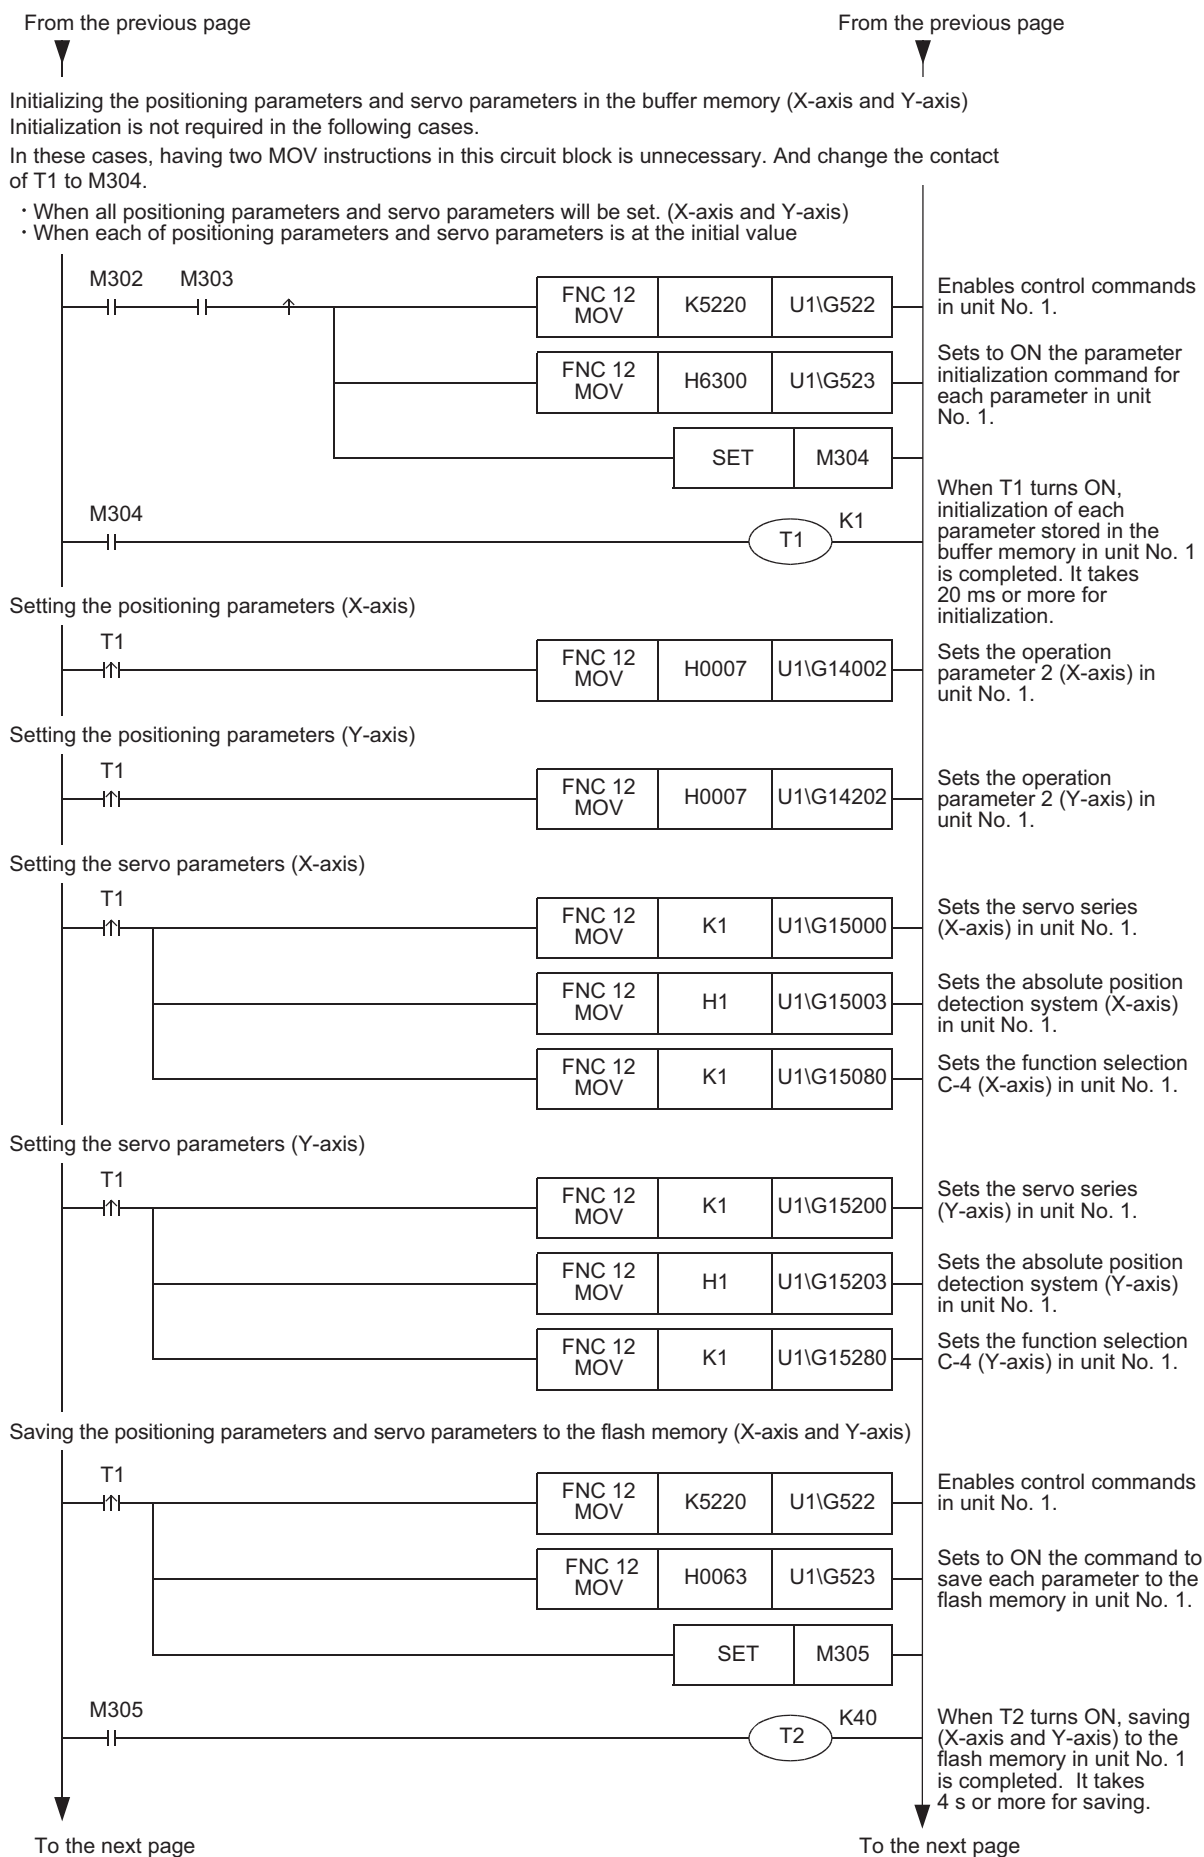 From the previous page
From the previous page
Initializing the positioning parameters and servo parameters in the buffer memory (X-axis and Y-axis)
Initialization is not required in the following cases.
In these cases, having two MOV instructions in this circuit block is unnecessary. And change the contact
of T1 to M304.
・When all positioning parameters and servo parameters will be set. (X-axis and Y-axis)
・When each of positioning parameters and servo parameters is at the initial value
M302 M303
FNC 12
MOV
K5220
U1\G522
Enables control commands
in unit No. 1.
FNC 12
MOV
H6300
U1\G523
Sets to ON the parameter
initialization command for
each parameter in unit
No. 1.
SET
M304
M304
T1
K1
When T1 turns ON,
initialization of each
parameter stored in the
buffer memory in unit No. 1
is completed. It takes
20 ms or more for
initialization.
Setting the positioning parameters (X-axis)
T1
FNC 12
MOV
H0007
U1\G14002
Sets the operation
parameter 2 (X-axis) in
unit No. 1.
Setting the positioning parameters (Y-axis)
T1
FNC 12
MOV
H0007
U1\G14202
Sets the operation
parameter 2 (Y-axis) in
unit No. 1.
Setting the servo parameters (X-axis)
T1
FNC 12
MOV
K1
U1\G15000
Sets the servo series
(X-axis) in unit No. 1.
FNC 12
MOV
H1
U1\G15003
Sets the absolute position
detection system (X-axis)
in unit No. 1.
FNC 12
MOV
K1
U1\G15080
Sets the function selection
C-4 (X-axis) in unit No. 1.
Setting the servo parameters (Y-axis)
T1
FNC 12
MOV
K1
U1\G15200
Sets the servo series
(Y-axis) in unit No. 1.
FNC 12
MOV
H1
U1\G15203
Sets the absolute position
detection system (Y-axis)
in unit No. 1.
FNC 12
MOV
K1
U1\G15280
Sets the function selection
C-4 (Y-axis) in unit No. 1.
Saving the positioning parameters and servo parameters to the flash memory (X-axis and Y-axis)
T1
FNC 12
MOV
K5220
U1\G522
Enables control commands
in unit No. 1.
FNC 12
MOV
H0063
U1\G523
Sets to ON the command to
save each parameter to the
flash memory in unit No. 1.
SET
M305
M305
T2
K40
When T2 turns ON, saving
(X-axis and Y-axis) to the
flash memory in unit No. 1
is completed. It takes
4 s or more for saving.
To the next page
To the next page